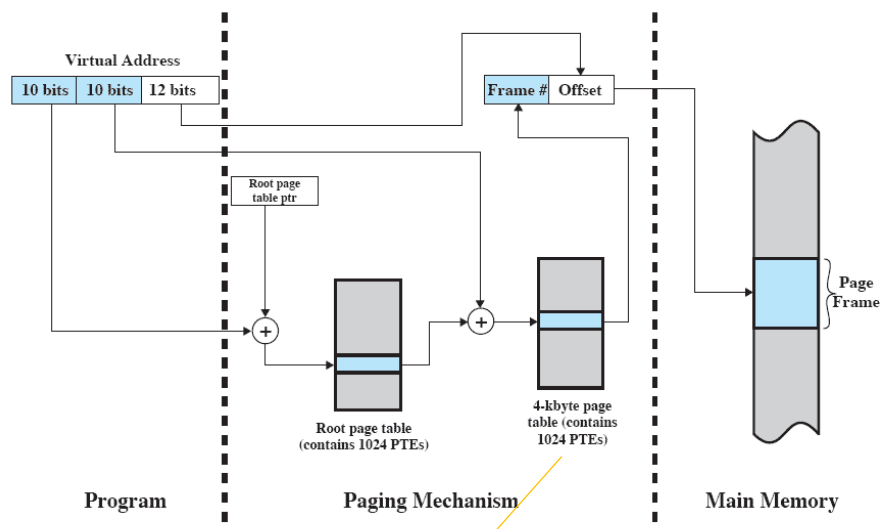 Virtual Address
10 bits 10 bits 12 bits
Frame # Offset
Root page
table ptr
+
+
Page
Frame
Root page table
(contains 1024 PTEs)
4-kbyte page
table (contains
1024 PTEs)
Program
Paging Mechanism
Main Memory